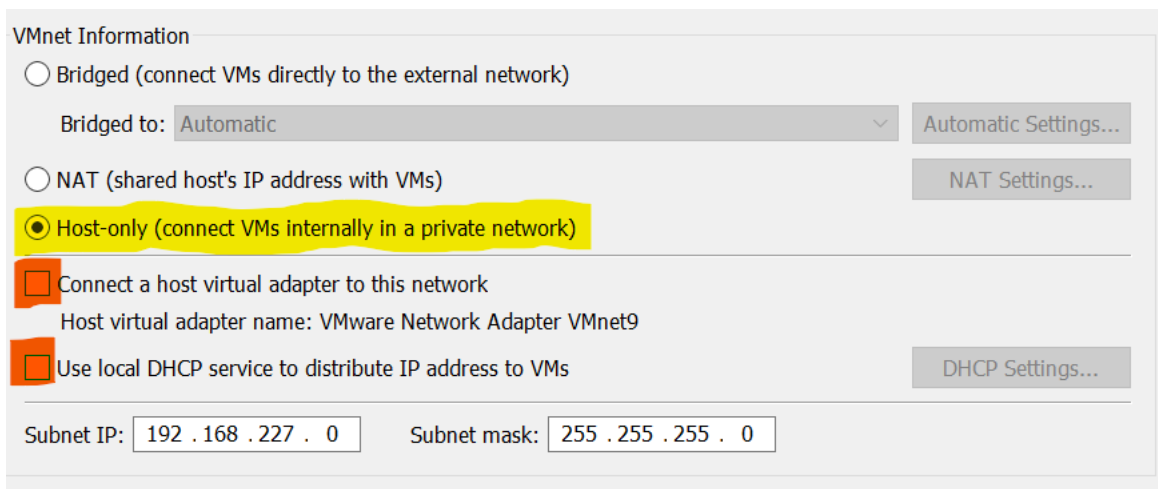 VMnet Information
Bridged (connect VMs directly to the external network)
Bridged to: Automatic Automatic Settings...
NAT (shared host's IP address with VMs) NAT Settings...
Host-only (connect VMs internally in a private network)
Connect a host virtual adapter to this network
Host virtual adapter name: VMware Network Adapter VMnet9
Use local DHCP service to distribute IP address to VMs DHCP Settings...
Subnet IP: 192 . 168 . 227 . 0 Subnet mask: 255 . 255 . 255 . 0